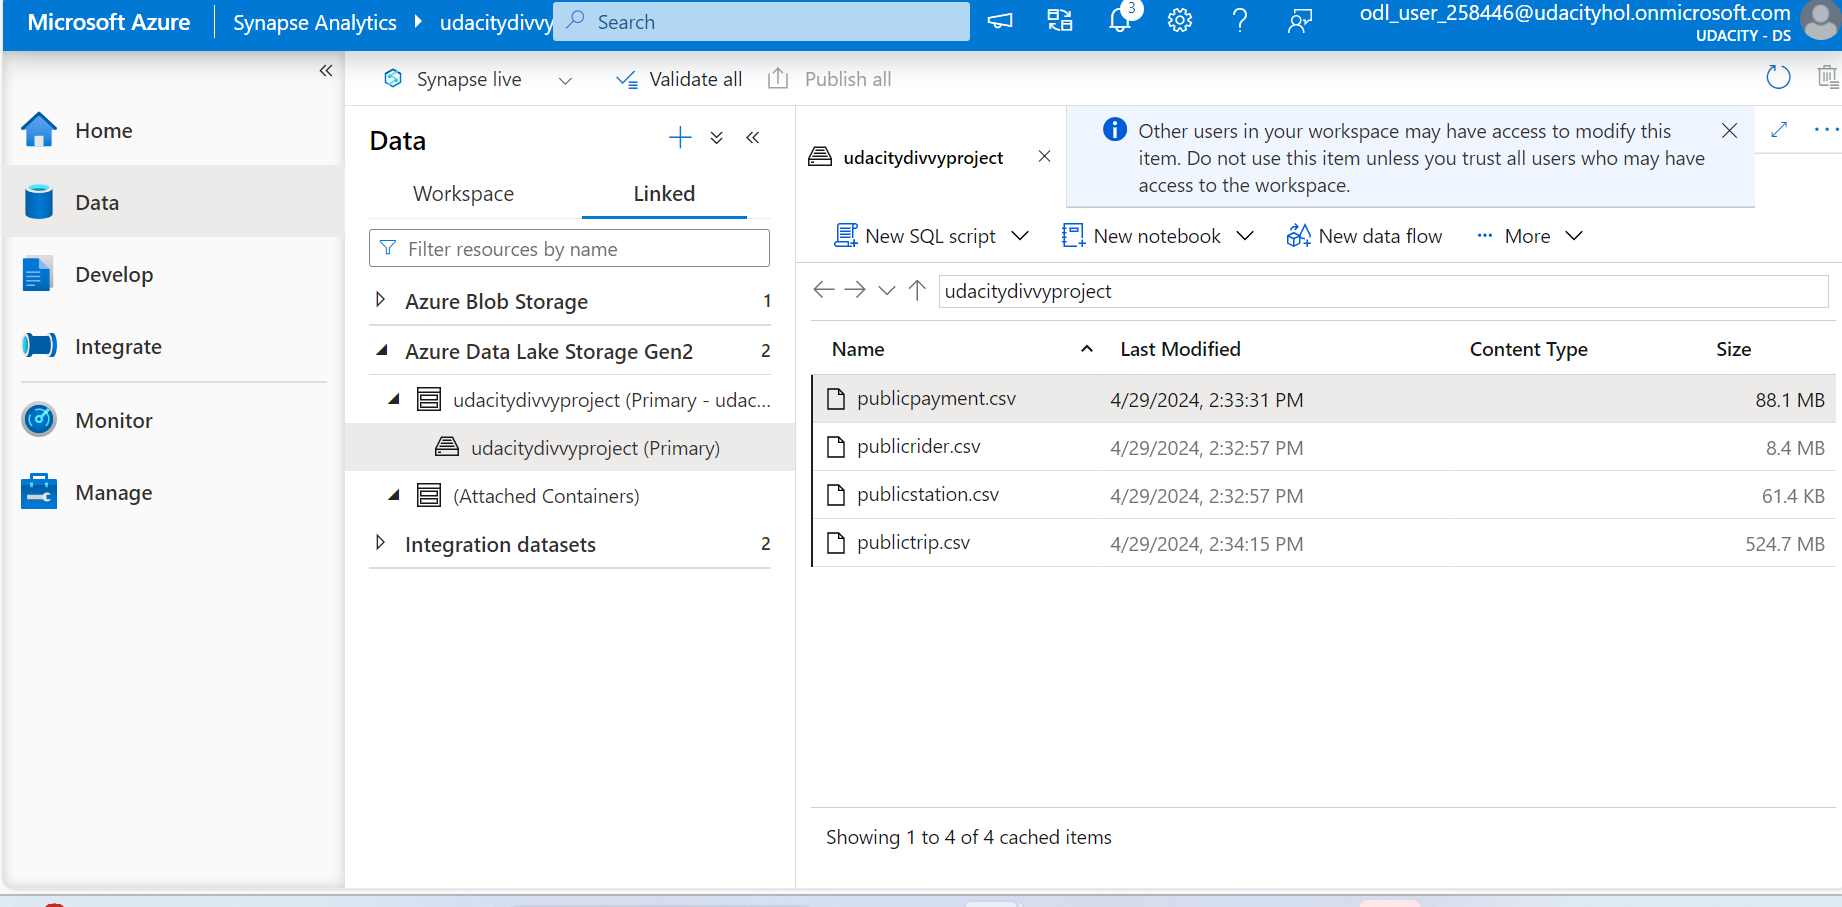 Microsoft Azure
Synapse Analytics
udacitydivvy
Search
3
odl_user_258446@udacityhol.onmicrosoft.com
UDACITY - DS
Synapse live
Validate all
Publish all
Home
Data
Develop
Integrate
Monitor
Manage
Data
Workspace
Linked
Filter resources by name
Azure Blob Storage 1
Azure Data Lake Storage Gen2 2
udacitydivvyproject (Primary - udac...
udacitydivvyproject (Primary)
(Attached Containers)
Integration datasets 2
udacitydivvyproject
Other users in your workspace may have access to modify this
item. Do not use this item unless you trust all users who may have
access to the workspace.
New SQL script
New notebook
New data flow
More
udacitydivvyproject
Name Last Modified Content Type Size
publicpayment.csv 4/29/2024, 2:33:31 PM 88.1 MB
publicrider.csv 4/29/2024, 2:32:57 PM 8.4 MB
publicstation.csv 4/29/2024, 2:32:57 PM 61.4 KB
publictrip.csv 4/29/2024, 2:34:15 PM 524.7 MB
Showing 1 to 4 of 4 cached items